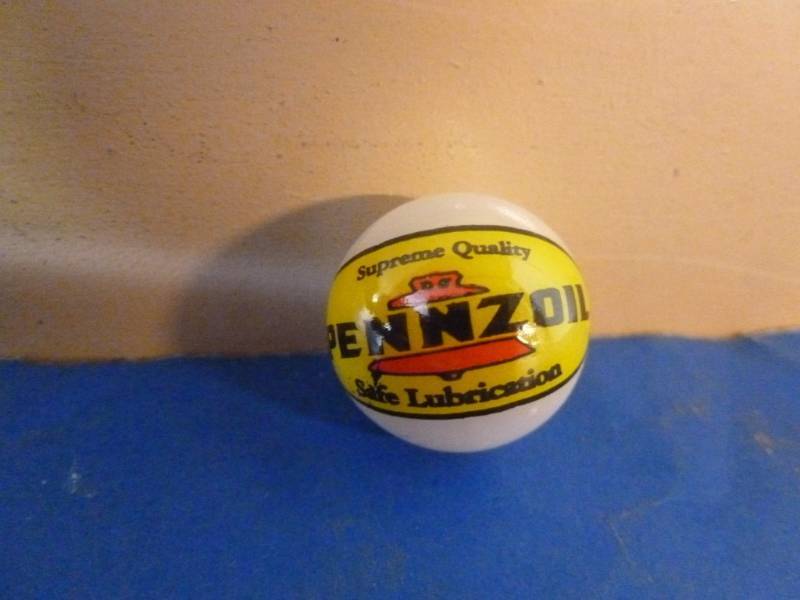 Supreme Quality
PENNZOIL
Safe Lubrication